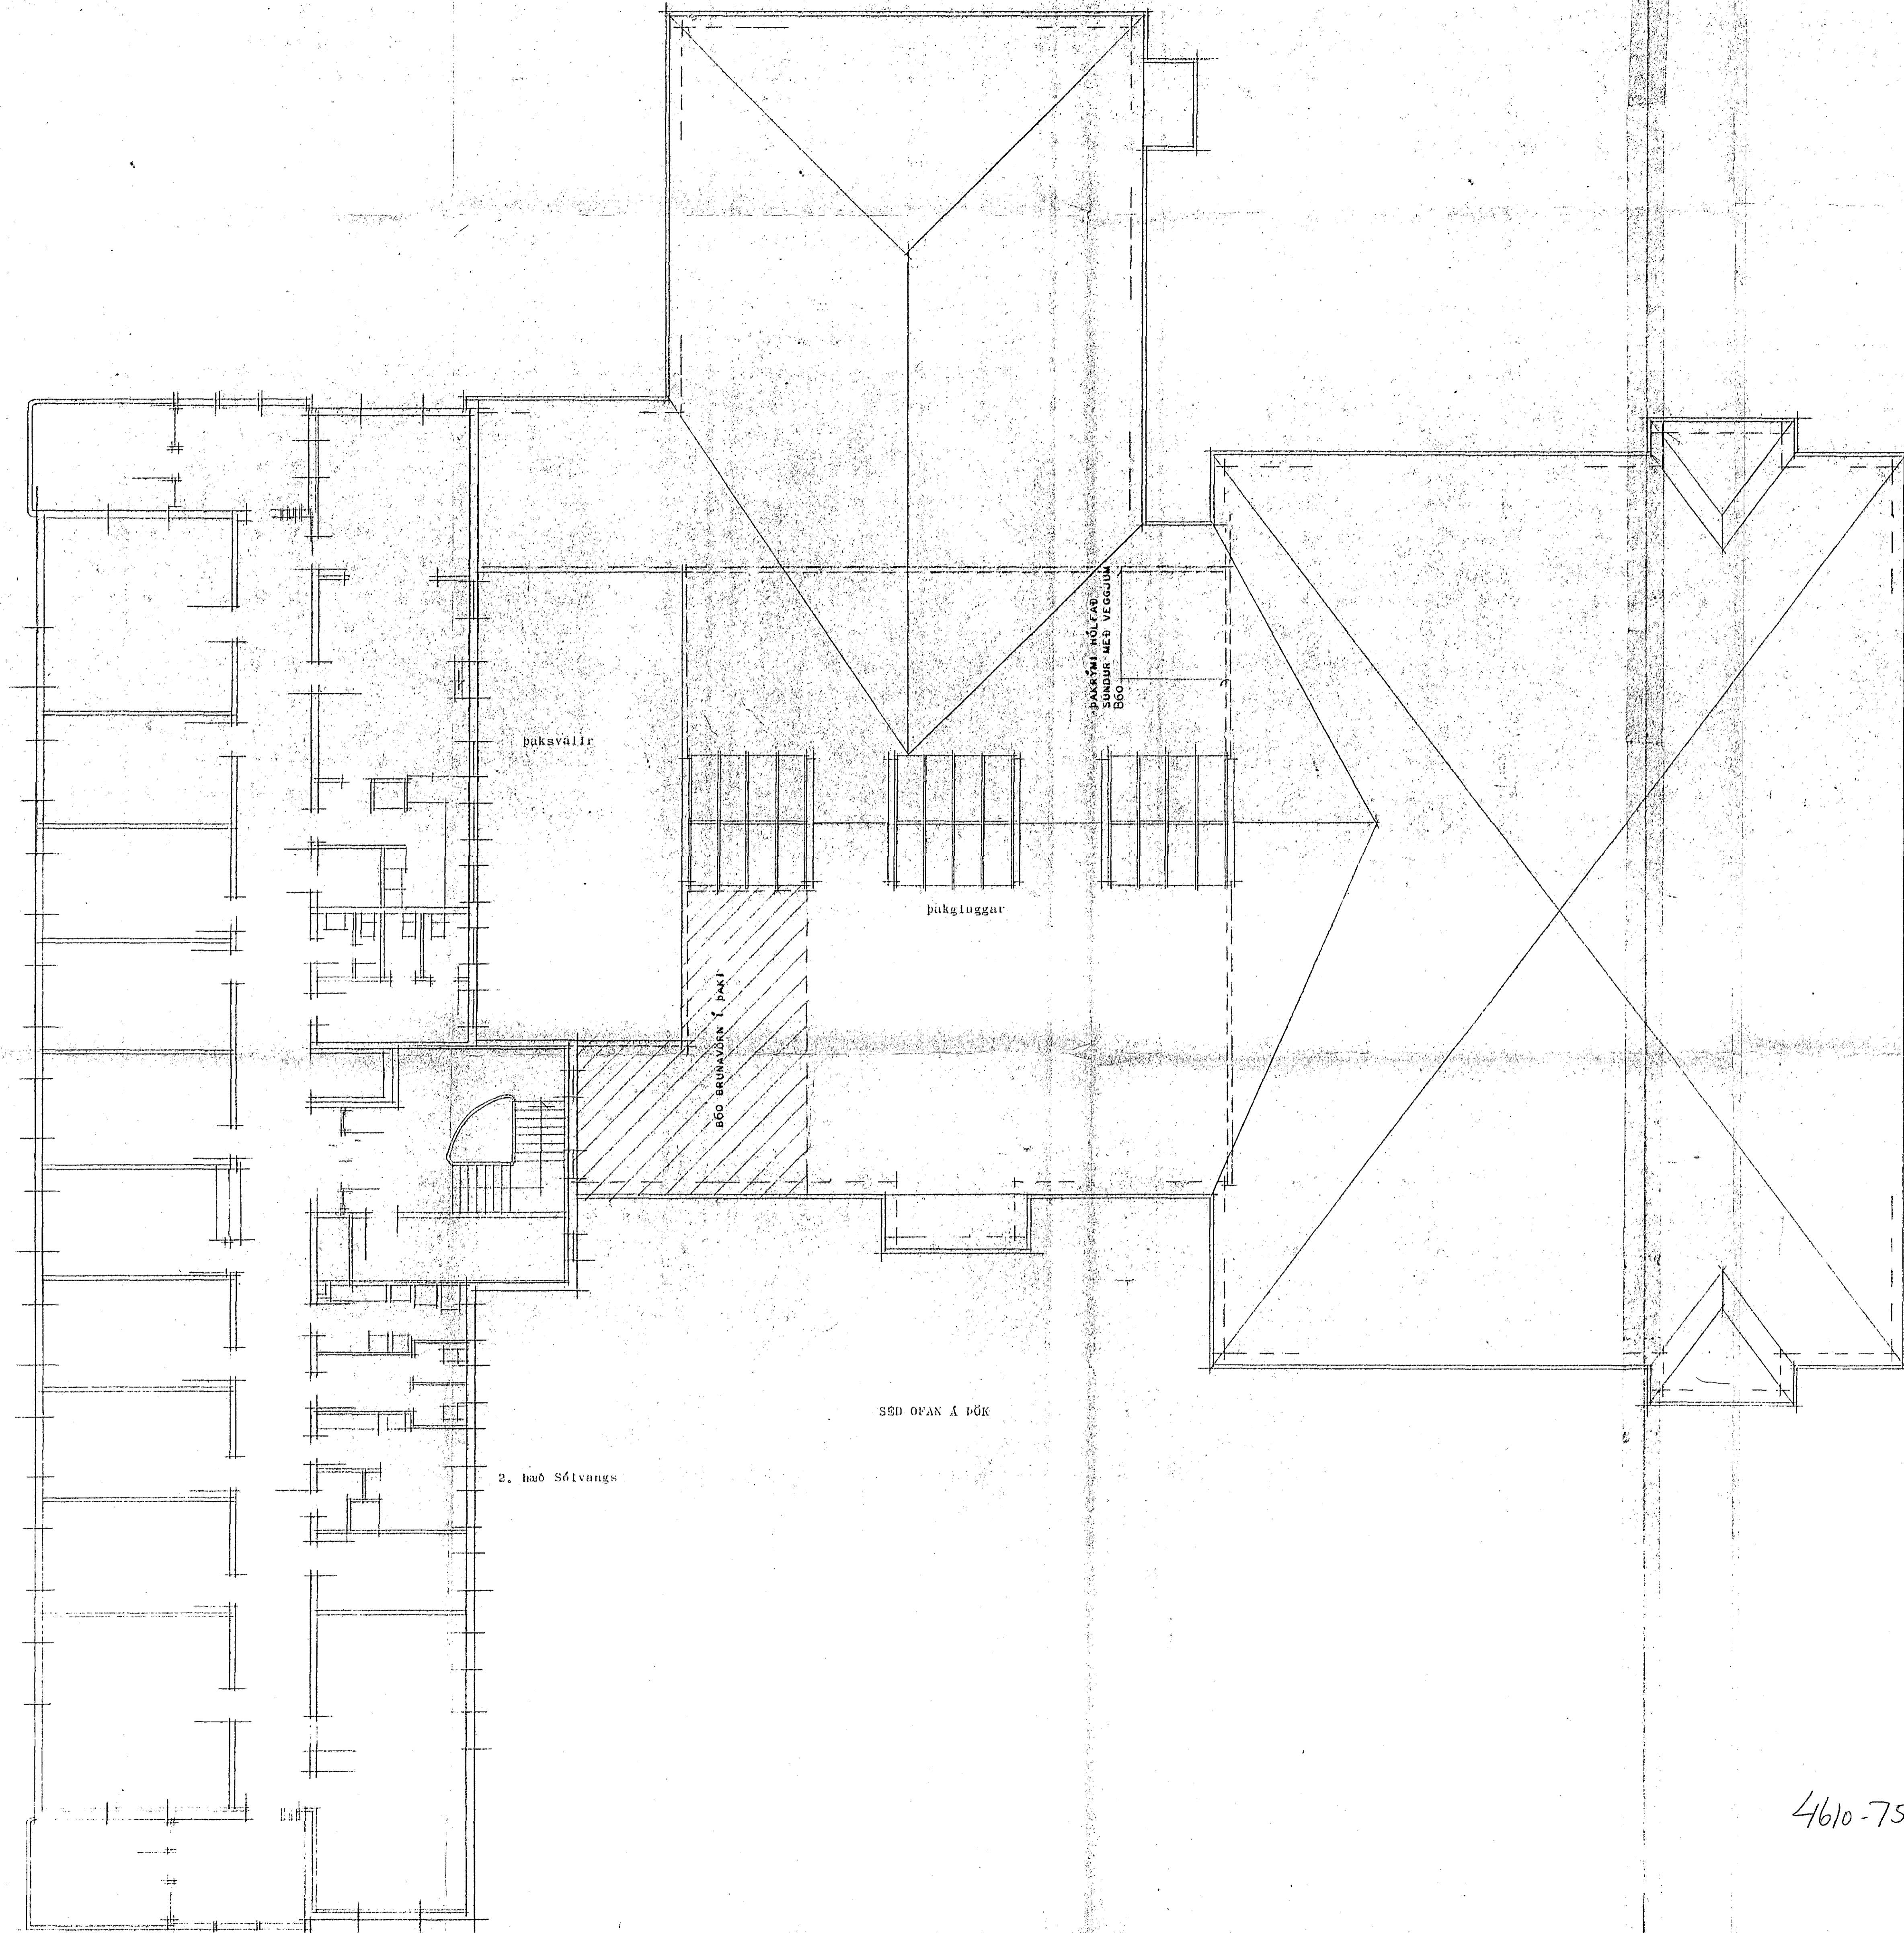 ÞAKRÝMI HÓLFAÐ
SUNDUR MEÐ VEGGJUM
B60
þaksvalir
þakgluggar
B60 BRUNAVÖRN Í ÞAKI
SÉÐ OFAN Á ÞÖK
2. hæð Sólvangs
4610-75